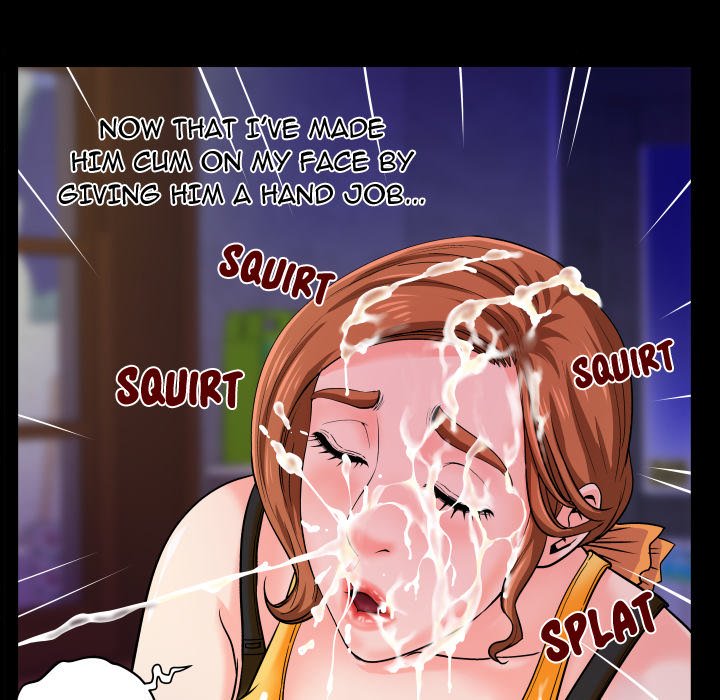 NOW THAT I'VE MADE
HIM CUM ON MY FACE BY
GIVING HIM A HAND JOB...
SQUIRT
SQUIRT
SQUIRT
SPLAT